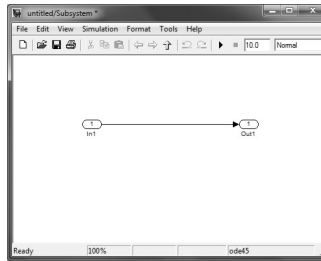 untitled/Subsystem *
File Edit View Simulation Format Tools Help
10.0 Normal
1 1
In1 Out1
Ready 100% ode45